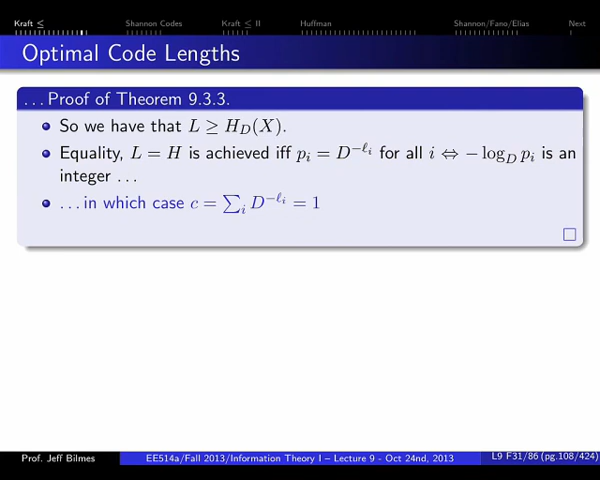 Kraft ≤ Shannon Codes Kraft ≤ II Huffman Shannon/Fano/Elias Next
Optimal Code Lengths
...Proof of Theorem 9.3.3.
So we have that L ≥ H_D(X).
Equality, L = H is achieved iff p_i = D^{-ℓ_i} for all i ⇔ − log_D p_i is an
integer ...
...in which case c = ∑_i D^{-ℓ_i} = 1
Prof. Jeff Bilmes EE514a/Fall 2013/Information Theory I – Lecture 9 - Oct 24nd, 2013 L9 F31/86 (pg.108/424)